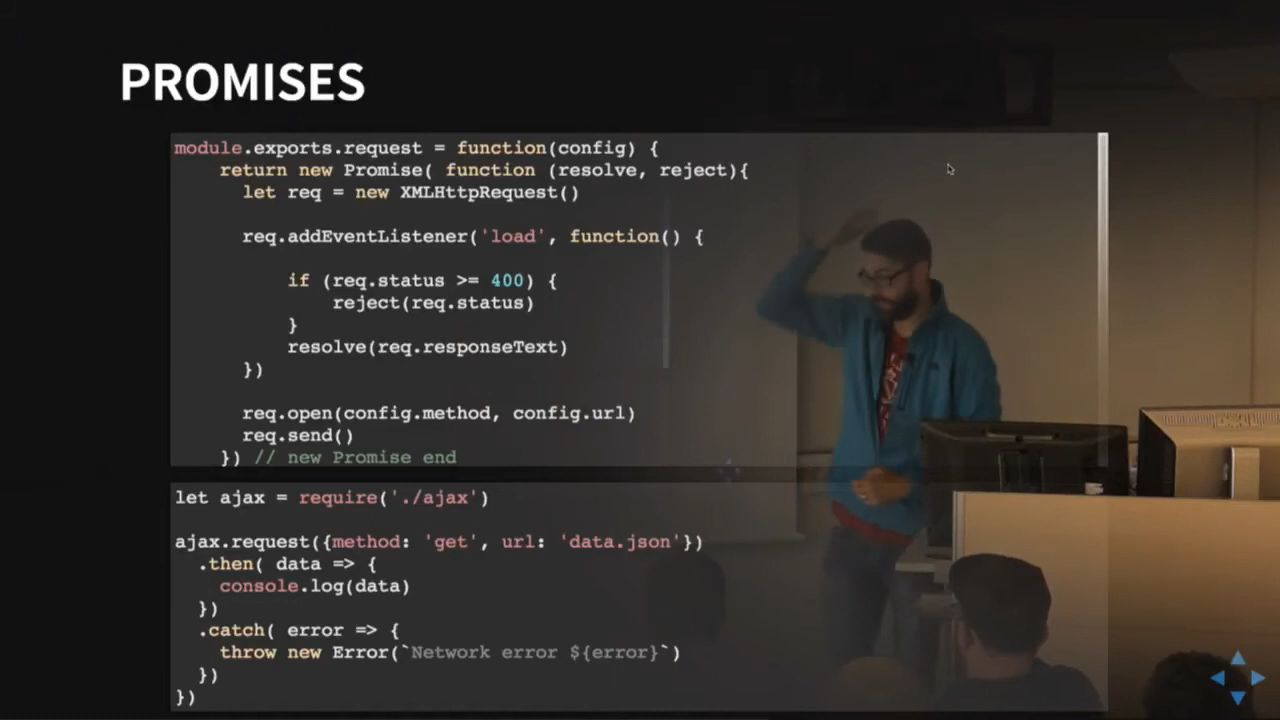 PROMISES
module.exports.request = function(config) {
    return new Promise( function (resolve, reject){
      let req = new XMLHttpRequest()
      req.addEventListener('load', function() {
          if (req.status >= 400) {
              reject(req.status)
          }
          resolve(req.responseText)
      })
      req.open(config.method, config.url)
      req.send()
    }) // new Promise end
let ajax = require('./ajax')
ajax.request({method: 'get', url: 'data.json'})
  .then( data => {
    console.log(data)
  })
  .catch( error => {
    throw new Error(`Network error ${error}`)
  })
})